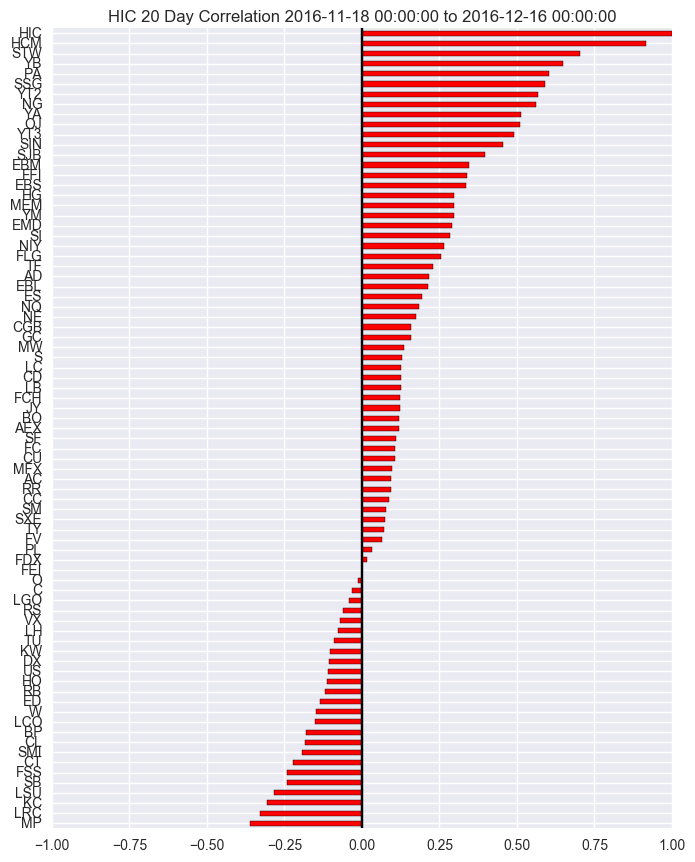 HIC 20 Day Correlation 2016-11-18 00:00:00 to 2016-12-16 00:00:00
HIC
HCM
STW
YB
PA
SSG
YT2
NG
YA
OJ
YT3
SIN
SJB
EBM
FFI
EBS
HG
MEM
YM
EMD
SI
NIY
FLG
TF
AD
EBL
ES
NQ
NE
CGB
GC
MW
S
LC
CD
LB
FCH
JY
BO
AEX
SF
FC
CU
MFX
AC
RR
CC
SM
SXE
TY
FV
PL
FDX
FEI
O
C
LGO
RS
VX
LH
TU
KW
DX
US
HO
RB
ED
W
LCO
BP
CL
SMI
CT
FSS
SB
LSU
KC
LRC
MP
−1.00 −0.75 −0.50 −0.25 0.00 0.25 0.50 0.75 1.00